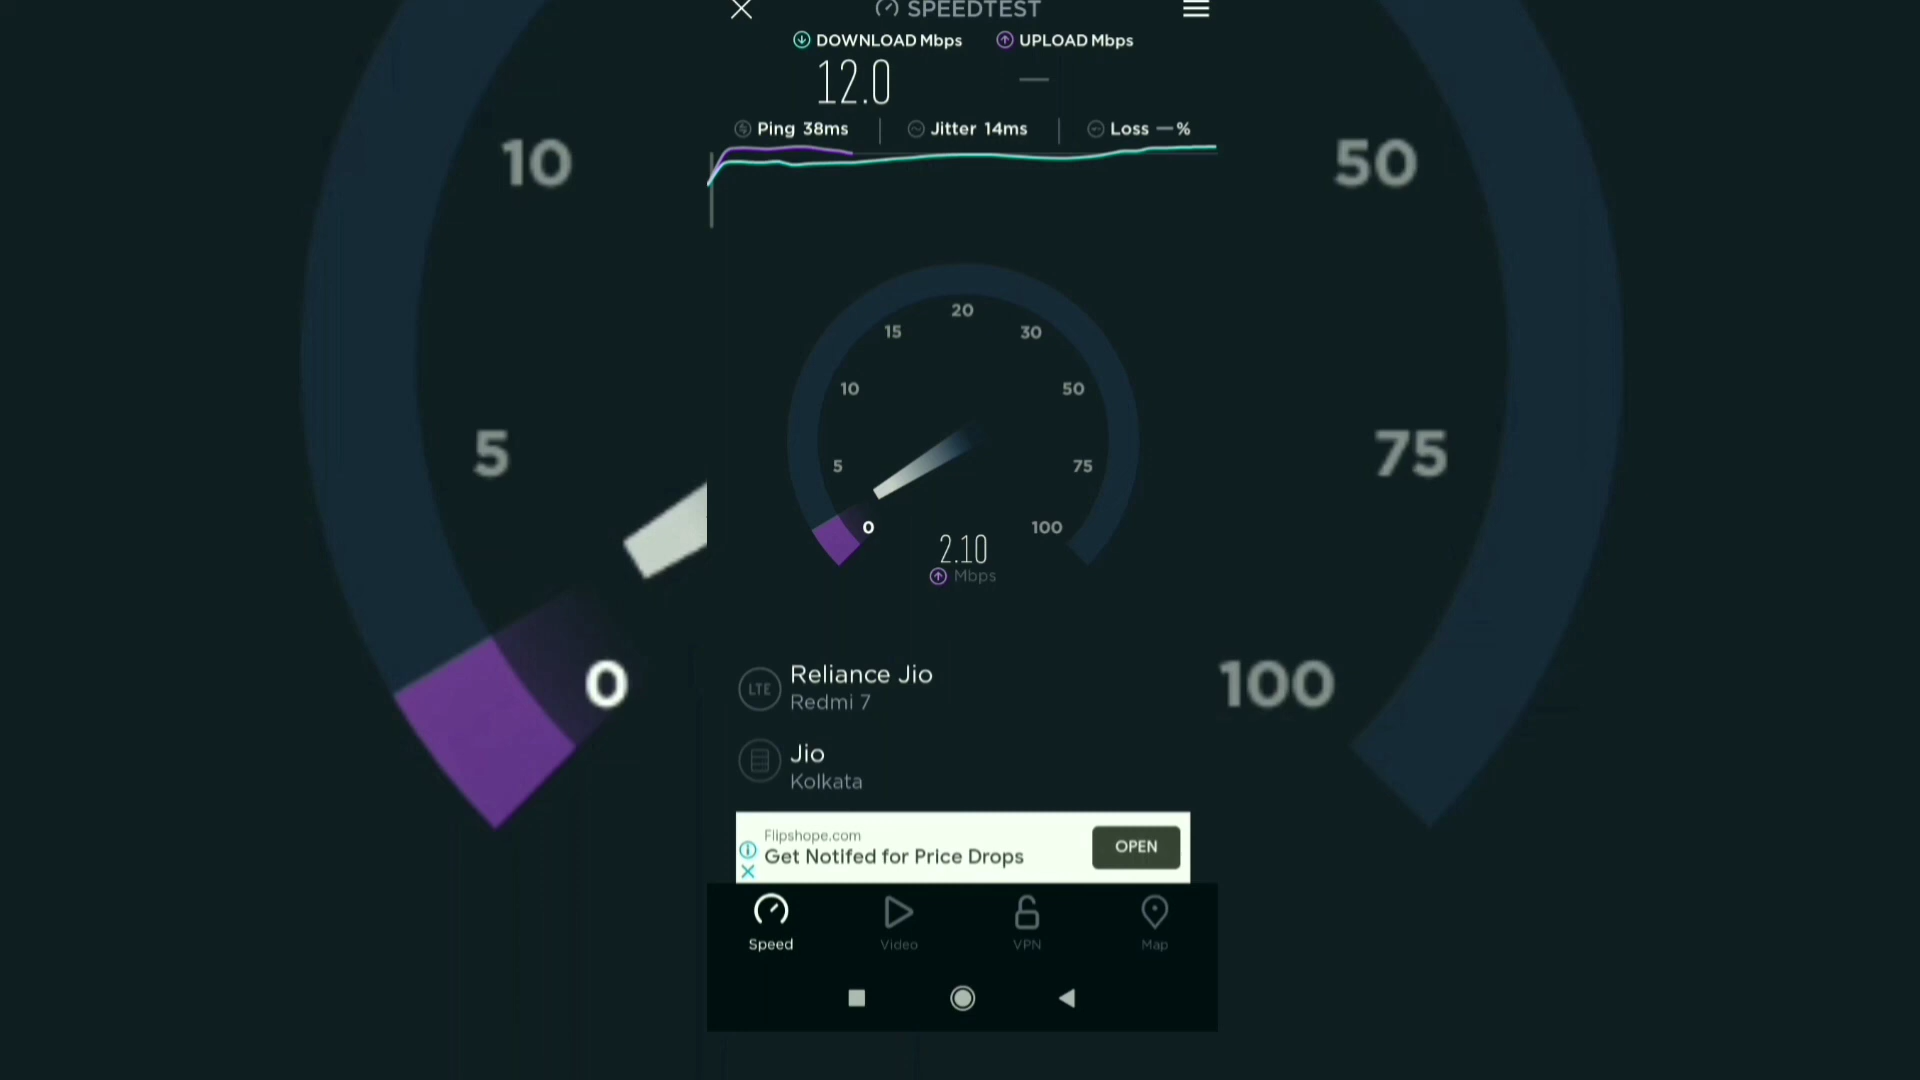 SPEEDTEST
DOWNLOAD Mbps
UPLOAD Mbps
12.0
—
Ping 38ms
Jitter 14ms
Loss — %
10
50
5
75
0
100
20
15
30
10
50
5
75
0
100
2.10
Mbps
LTE
Reliance Jio
Redmi 7
Jio
Kolkata
Flipshope.com
Get Notifed for Price Drops
OPEN
Speed
Video
VPN
Map